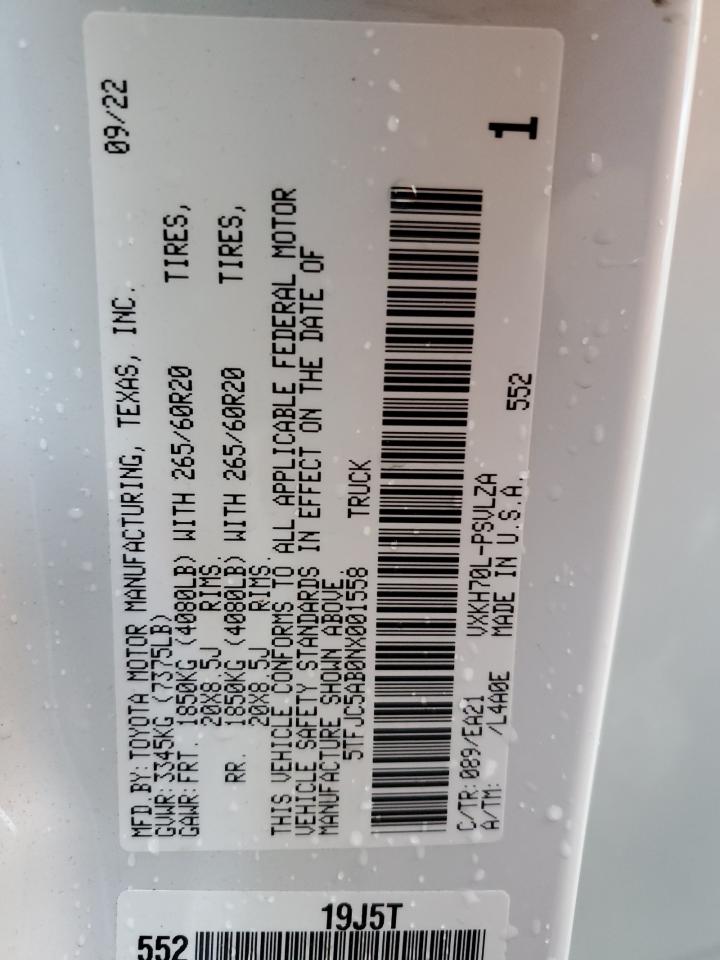 MFD.BY:TOYOTA MOTOR MANUFACTURING, TEXAS, INC. 09/22
GVWR:3345KG (7375LB)
GAWR:FRT. 1850KG (4080LB) WITH 265/60R20 TIRES,
20X8.5J RIMS.
RR. 1850KG (4080LB) WITH 265/60R20 TIRES,
20X8.5J RIMS.
THIS VEHICLE CONFORMS TO ALL APPLICABLE FEDERAL MOTOR
VEHICLE SAFETY STANDARDS IN EFFECT ON THE DATE OF
MANUFACTURE SHOWN ABOVE.
5TFJC5AB0NX001558 TRUCK
C/TR:089/EA21 VXKH70L-PSVLZA
A/TM: /L4A0E MADE IN U.S.A. 552 1
19J5T
552